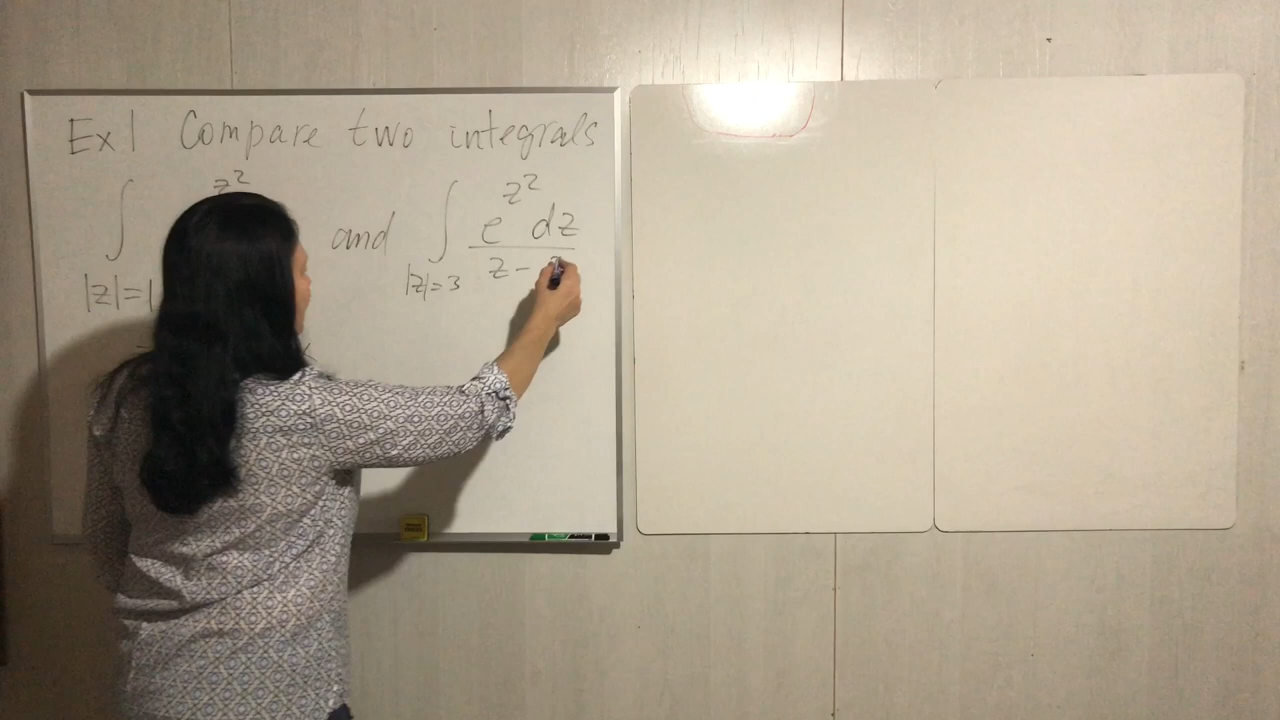 Ex1 Compare two integrals
∫ z² and ∫ e^z² dz
|z|=1 |z|=3 z-